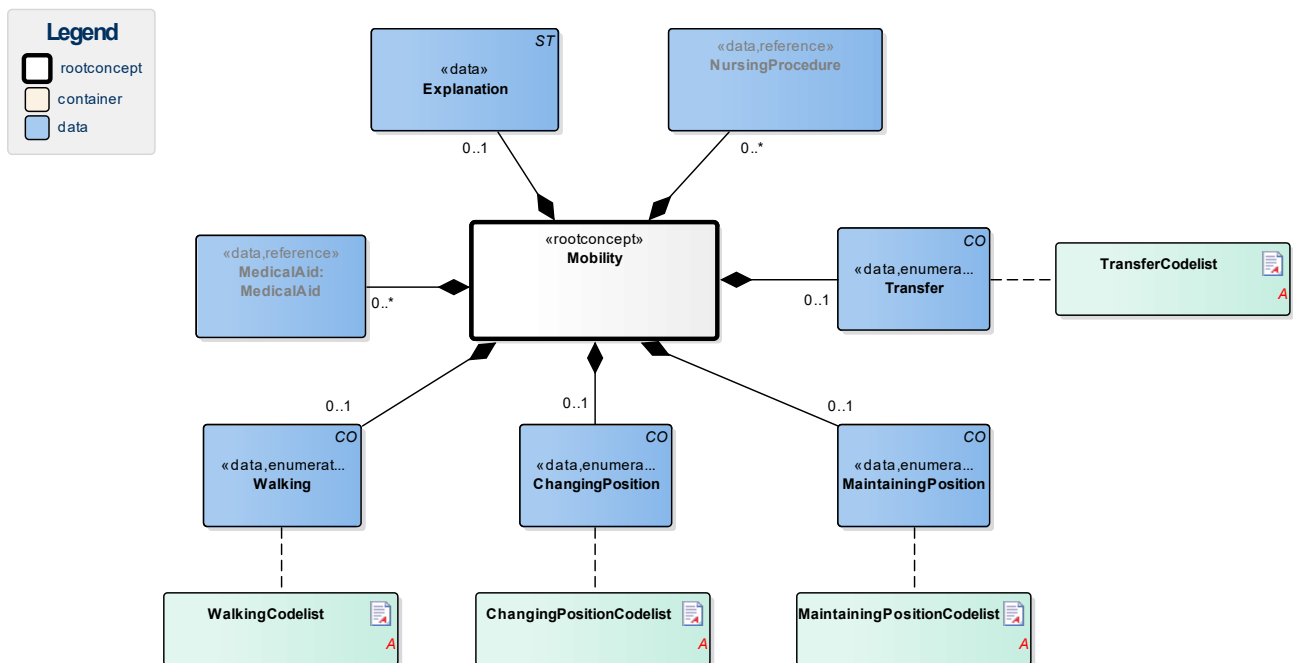 Legend
rootconcept
container
data
ST
«data»
Explanation
«data,reference»
NursingProcedure
0..1
0..*
«rootconcept»
Mobility
«data,reference»
MedicalAid:
MedicalAid
0..*
CO
«data,enumera...
Transfer
0..1
TransferCodelist
A
0..1
0..1
0..1
CO
«data,enumerat...
Walking
CO
«data,enumera...
ChangingPosition
CO
«data,enumera...
MaintainingPosition
WalkingCodelist
A
ChangingPositionCodelist
A
MaintainingPositionCodelist
A